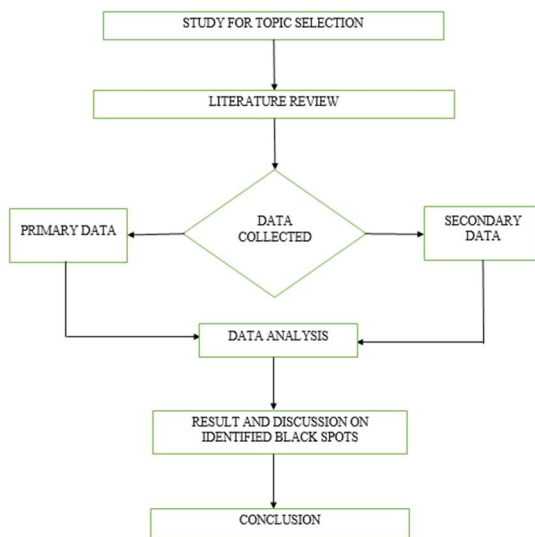 STUDY FOR TOPIC SELECTION
LITERATURE REVIEW
DATA
COLLECTED
PRIMARY DATA
SECONDARY
DATA
DATA ANALYSIS
RESULT AND DISCUSSION ON
IDENTIFIED BLACK SPOTS
CONCLUSION